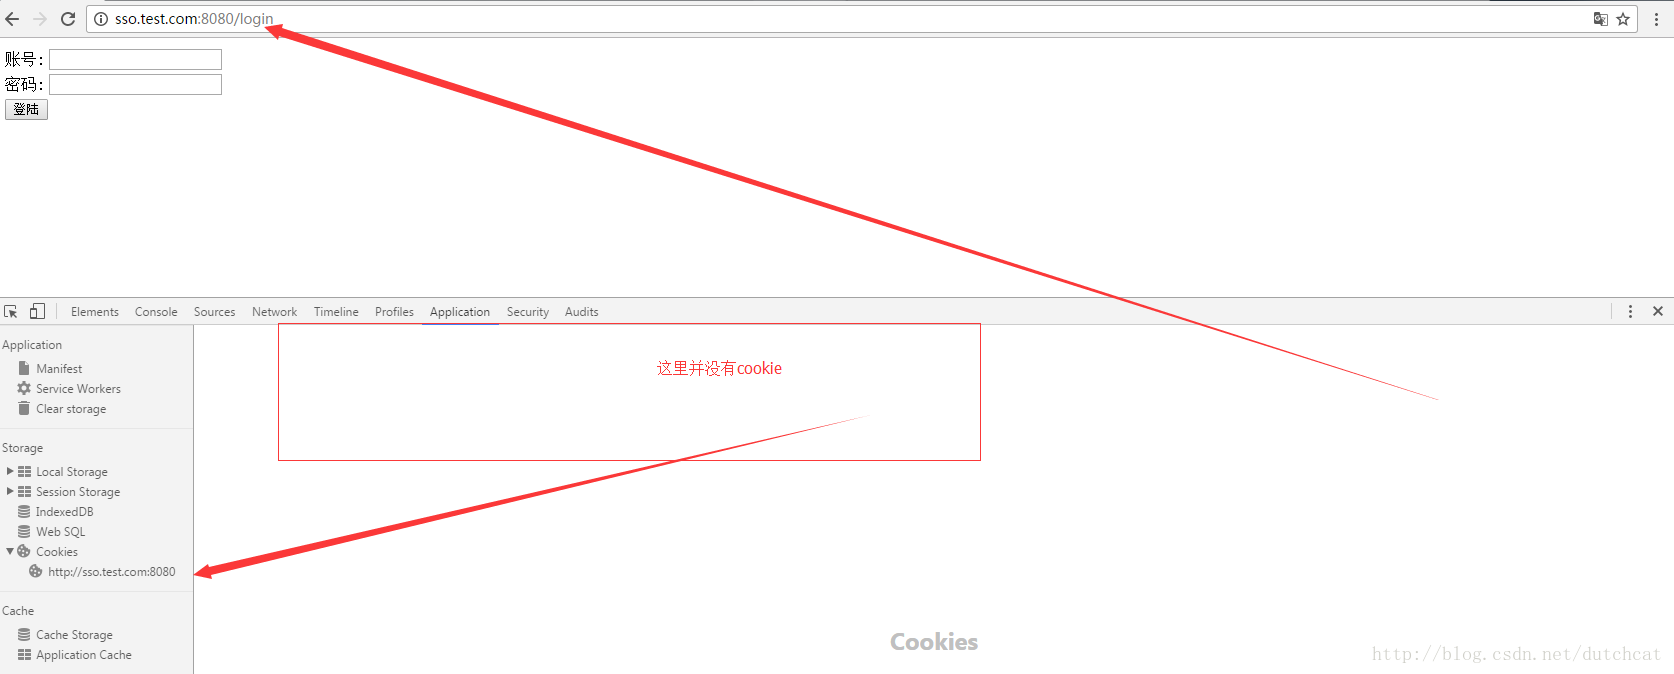 sso.test.com:8080/login
账号:
密码:
登陆
Elements Console Sources Network Timeline Profiles Application Security Audits
Application
Manifest
Service Workers
Clear storage
Storage
Local Storage
Session Storage
IndexedDB
Web SQL
Cookies
http://sso.test.com:8080
Cache
Cache Storage
Application Cache
这里并没有cookie
Cookies
http://blog.csdn.net/dutchcat